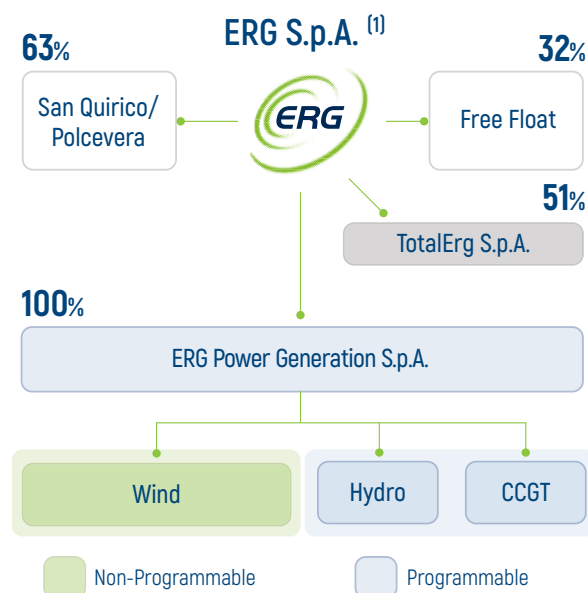 ERG S.p.A. (1)
63%
32%
San Quirico/
Polcevera
ERG
Free Float
51%
TotalErg S.p.A.
100%
ERG Power Generation S.p.A.
Wind
Hydro
CCGT
Non-Programmable
Programmable